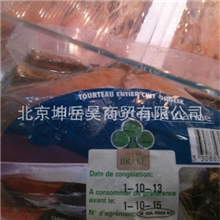 TOURTEAU ENTIER CUIT
北京坤岳昊商贸有限公司
BRAKE
Date de congélation:
1-10-13
A consommer de préférence
avant le:
1-10-15
N° d'agrément: